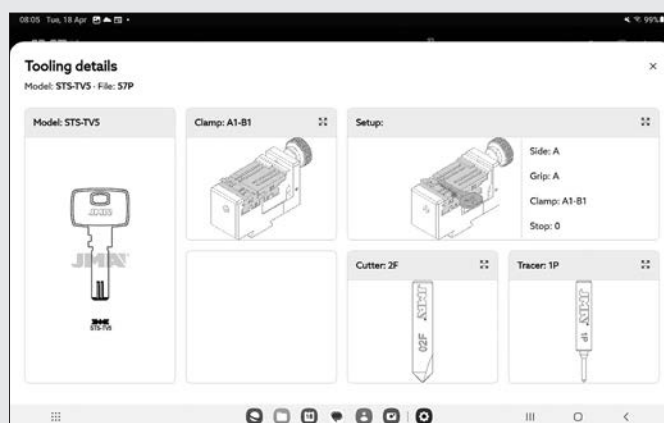 08:05 Tue, 18 Apr
99%
Tooling details
Model: STS-TV5 · File: 57P
Model: STS-TV5
JMA
JMA
STS-TV5
Clamp: A1-B1
Setup:
Side: A
Grip: A
Clamp: A1-B1
Stop: 0
Cutter: 2F
JMA
02F
Tracer: 1P
JMA
1P